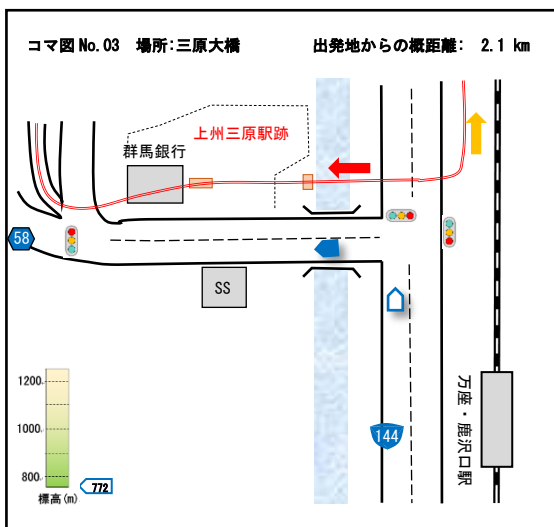 コマ図 No.03 場所:三原大橋 出発地からの概距離: 2.1 km
上州三原駅跡
群馬銀行
58
SS
144
万座・鹿沢口駅
1200
1000
800
772
標高(m)